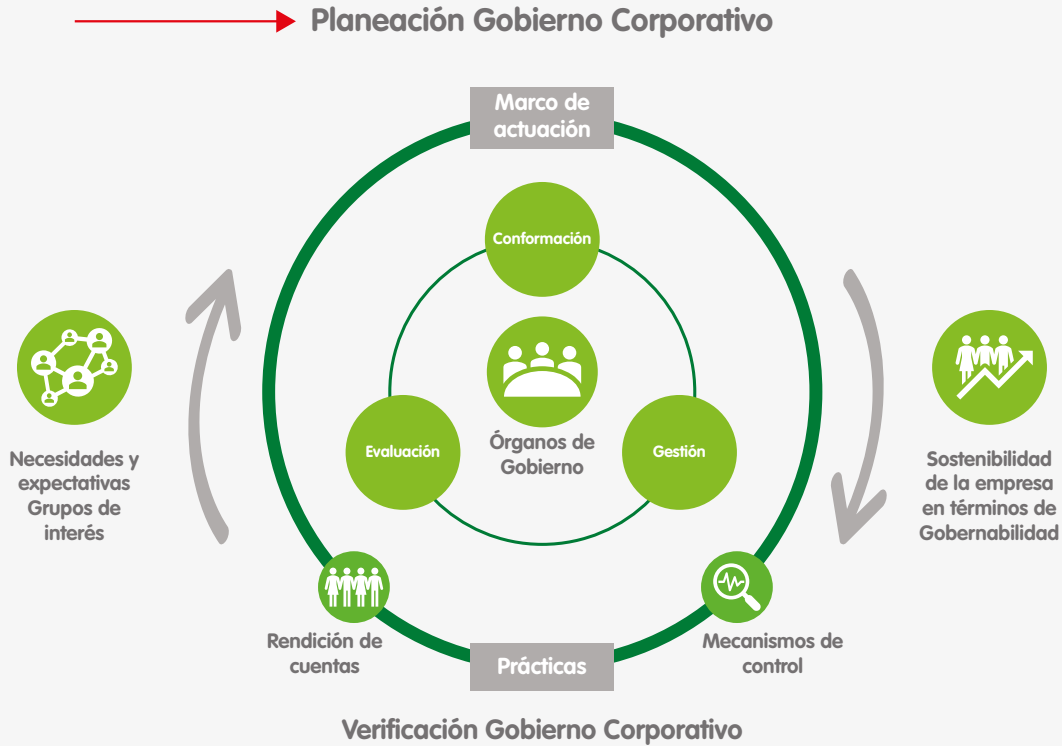 Planeación Gobierno Corporativo
Marco de
actuación
Conformación
Órganos de
Gobierno
Evaluación
Gestión
Necesidades y
expectativas
Grupos de
interés
Sostenibilidad
de la empresa
en términos de
Gobernabilidad
Rendición de
cuentas
Mecanismos de
control
Prácticas
Verificación Gobierno Corporativo